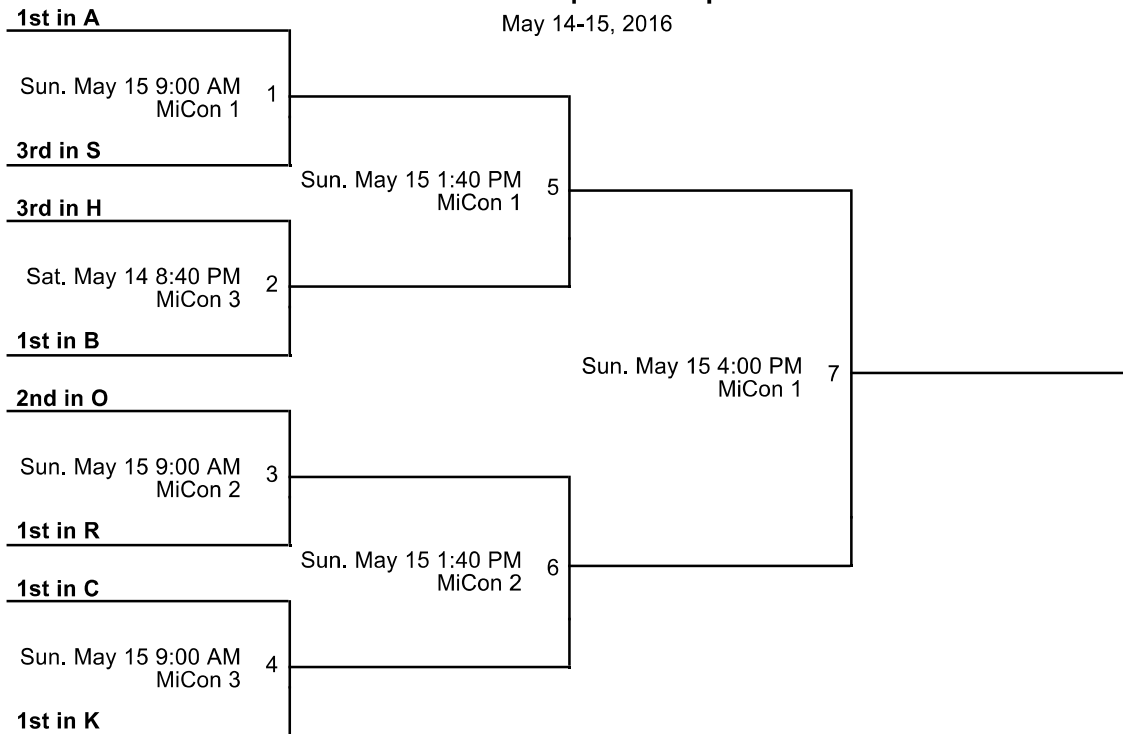 1st in A
May 14-15, 2016
Sun. May 15 9:00 AM
MiCon 1
1
3rd in S
Sun. May 15 1:40 PM
MiCon 1
5
3rd in H
Sat. May 14 8:40 PM
MiCon 3
2
1st in B
Sun. May 15 4:00 PM
MiCon 1
7
2nd in O
Sun. May 15 9:00 AM
MiCon 2
3
1st in R
Sun. May 15 1:40 PM
MiCon 2
6
1st in C
Sun. May 15 9:00 AM
MiCon 3
4
1st in K